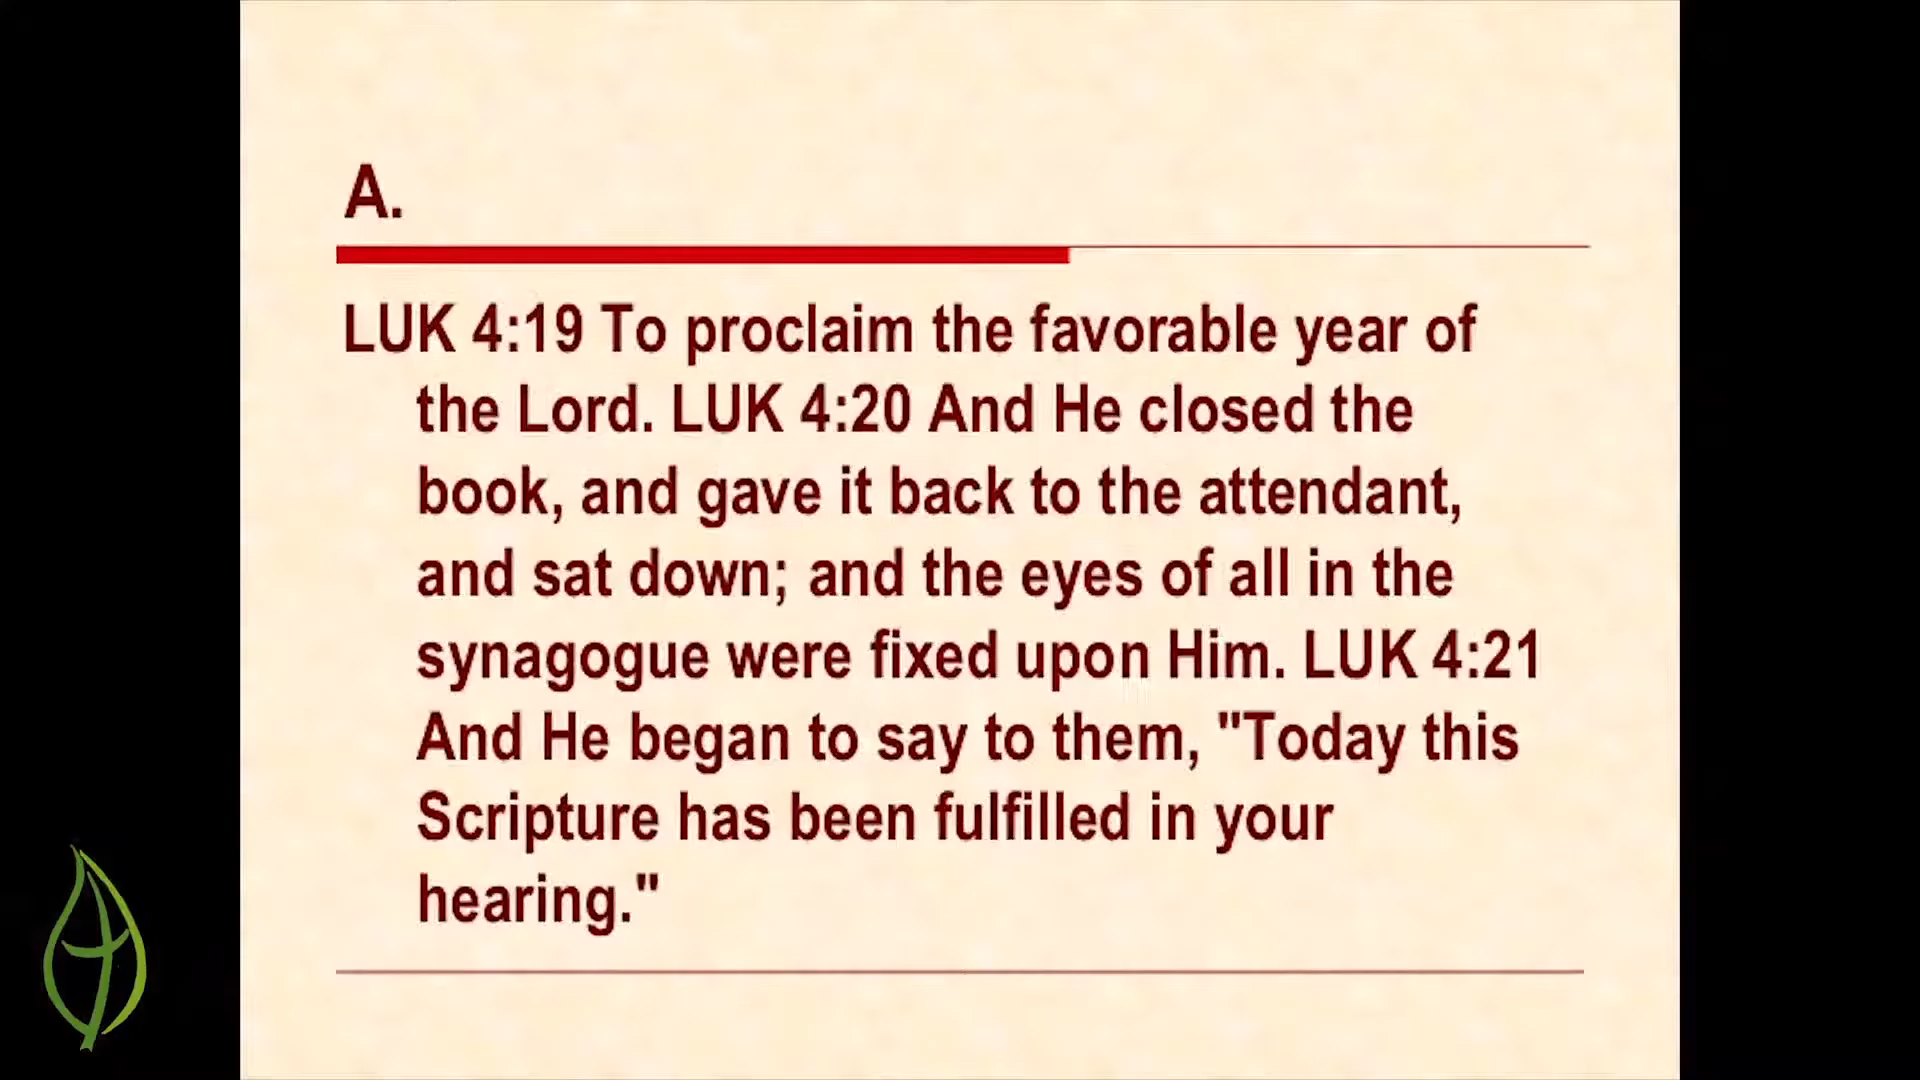 A.
LUK 4:19 To proclaim the favorable year of
the Lord. LUK 4:20 And He closed the
book, and gave it back to the attendant,
and sat down; and the eyes of all in the
synagogue were fixed upon Him. LUK 4:21
And He began to say to them, "Today this
Scripture has been fulfilled in your
hearing."